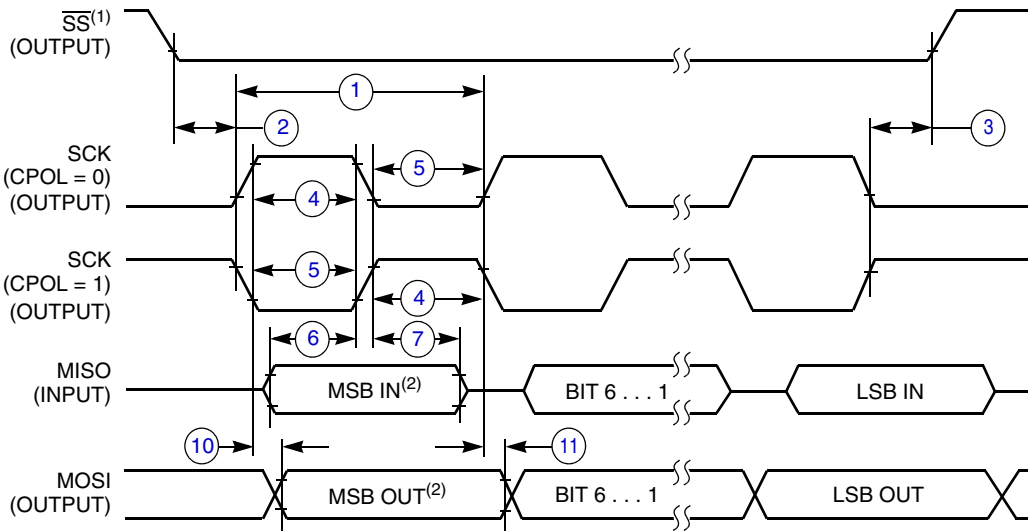 SS(1)
(OUTPUT)
1
2
3
SCK
(CPOL = 0)
(OUTPUT)
5
4
SCK
(CPOL = 1)
(OUTPUT)
5
4
6
7
MISO
(INPUT)
MSB IN(2)
BIT 6 . . . 1
LSB IN
10
11
MOSI
(OUTPUT)
MSB OUT(2)
BIT 6 . . . 1
LSB OUT